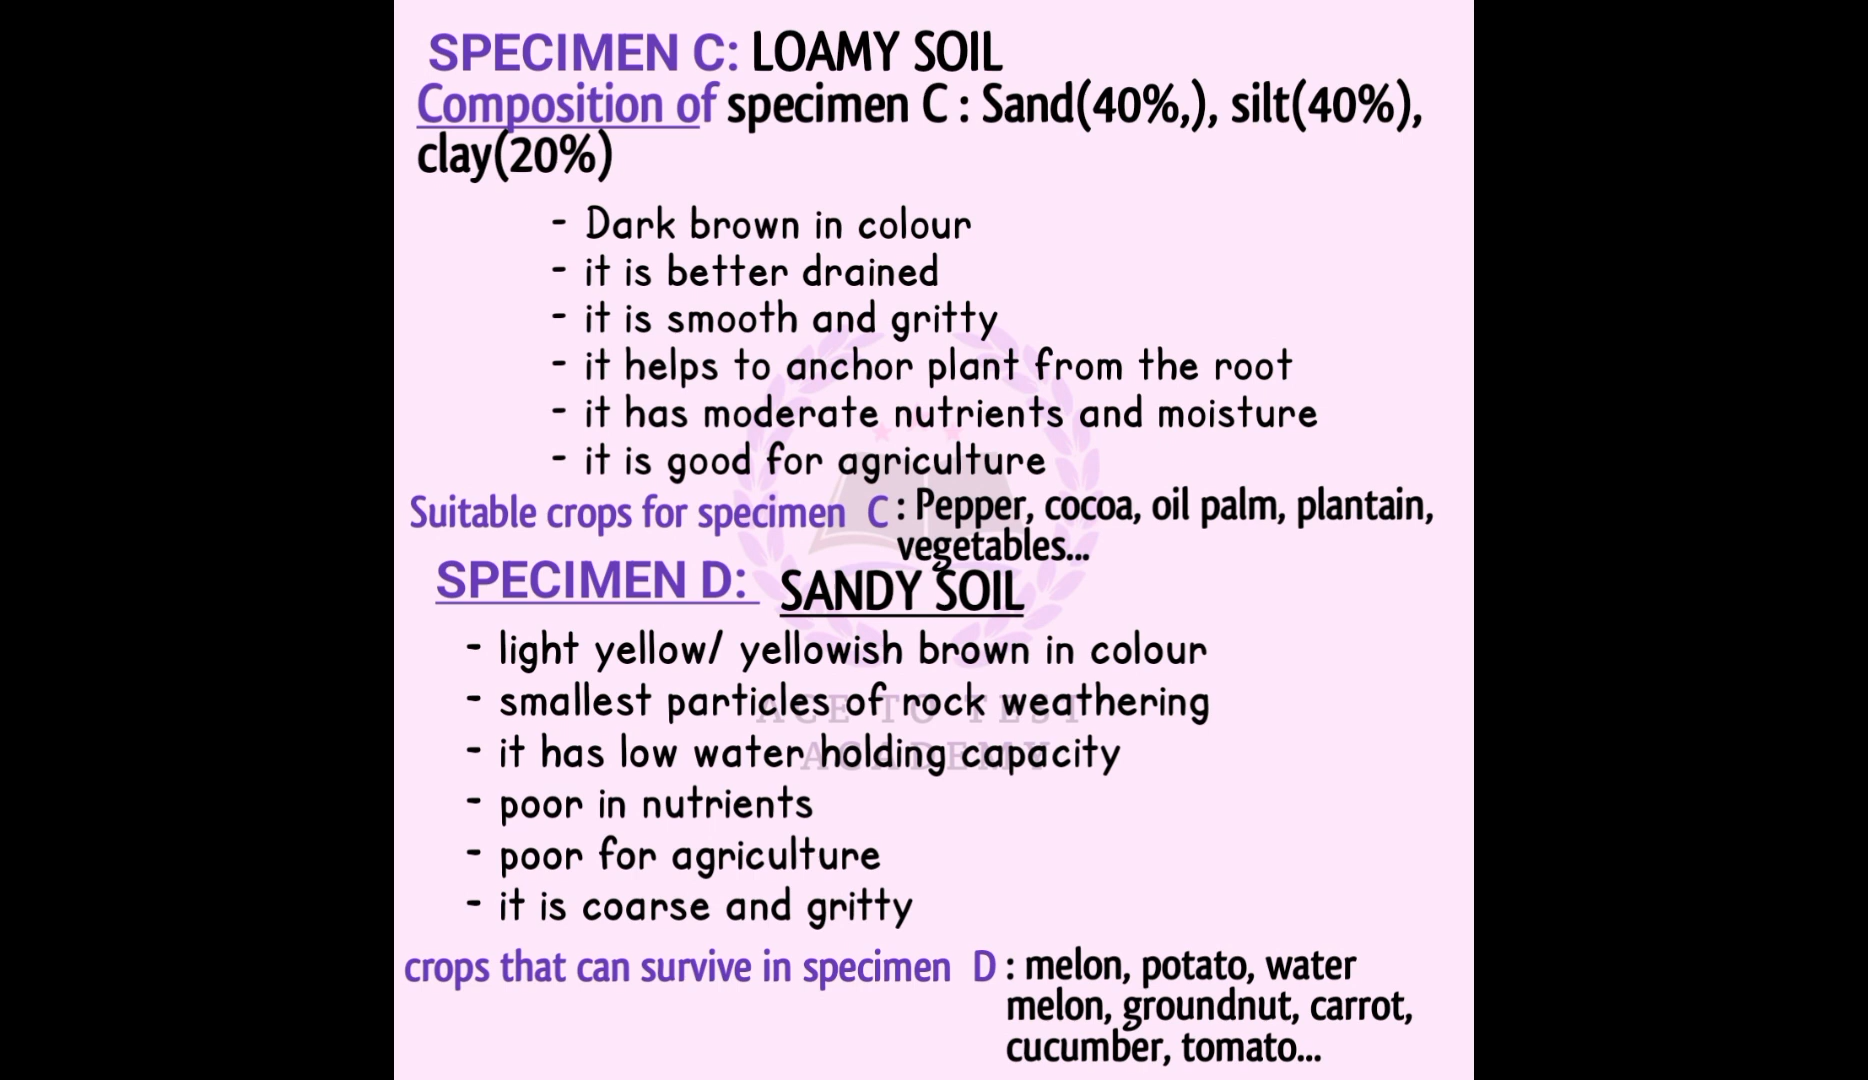 SPECIMEN C: LOAMY SOIL
Composition of specimen C : Sand(40%,), silt(40%),
clay(20%)
- Dark brown in colour
- it is better drained
- it is smooth and gritty
- it helps to anchor plant from the root
- it has moderate nutrients and moisture
- it is good for agriculture
Suitable crops for specimen C : Pepper, cocoa, oil palm, plantain,
vegetables...
SPECIMEN D: SANDY SOIL
- light yellow/ yellowish brown in colour
- smallest particles of rock weathering
ACE TO TEST
- it has low water holding capacity
ACADEMY
- poor in nutrients
- poor for agriculture
- it is coarse and gritty
crops that can survive in specimen D : melon, potato, water
melon, groundnut, carrot,
cucumber, tomato...